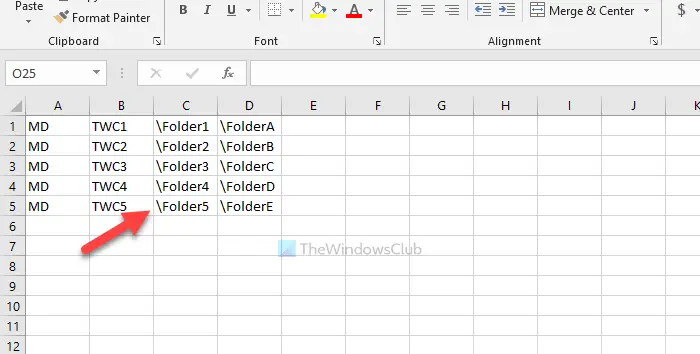 Paste
Format Painter
Merge & Center
$
Clipboard
Font
Alignment
O25
fx
A B C D E F G H I J K
1 MD TWC1 \Folder1 \FolderA
2 MD TWC2 \Folder2 \FolderB
3 MD TWC3 \Folder3 \FolderC
4 MD TWC4 \Folder4 \FolderD
5 MD TWC5 \Folder5 \FolderE
6
7
TheWindowsClub
8
9
10
11
12